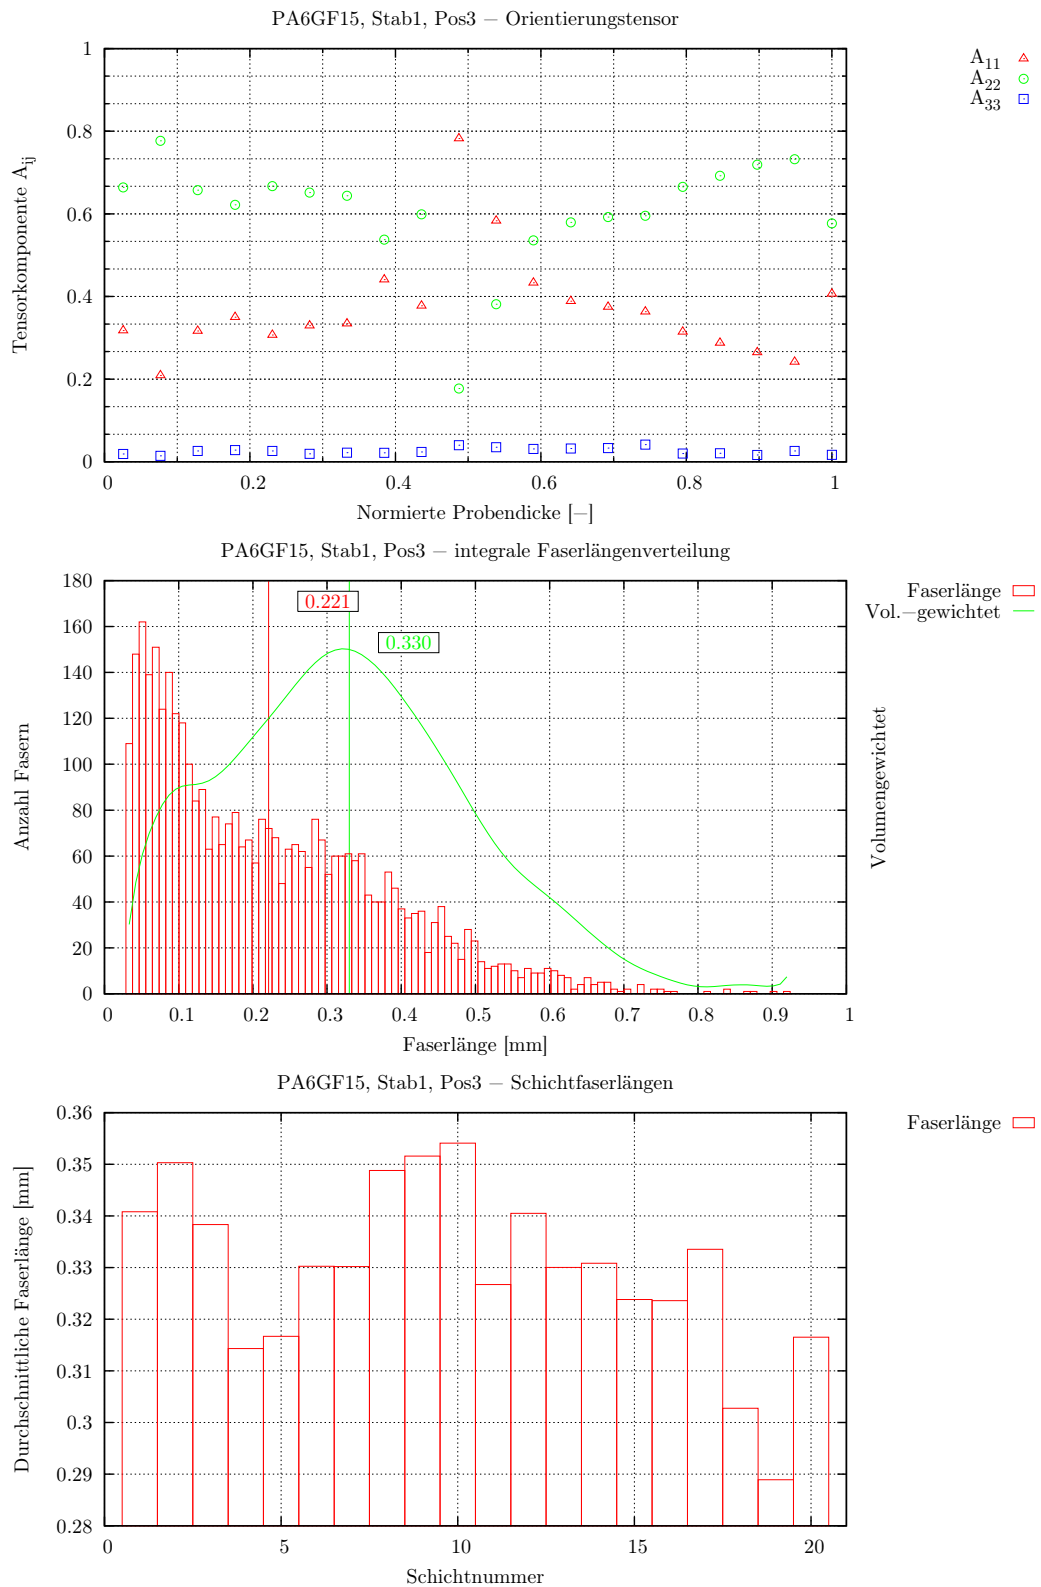 PA6GF15, Stab1, Pos3 − Orientierungstensor
A11
A22
A33
Tensorkomponente Aij
1
0.8
0.6
0.4
0.2
0
0 0.2 0.4 0.6 0.8 1
Normierte Probendicke [−]
PA6GF15, Stab1, Pos3 − integrale Faserlängenverteilung
Faserlänge
Vol.−gewichtet
0.221
0.330
Anzahl Fasern
Volumengewichtet
180
160
140
120
100
80
60
40
20
0
0 0.1 0.2 0.3 0.4 0.5 0.6 0.7 0.8 0.9 1
Faserlänge [mm]
PA6GF15, Stab1, Pos3 − Schichtfaserlängen
Faserlänge
Durchschnittliche Faserlänge [mm]
0.36
0.35
0.34
0.33
0.32
0.31
0.3
0.29
0.28
0 5 10 15 20
Schichtnummer